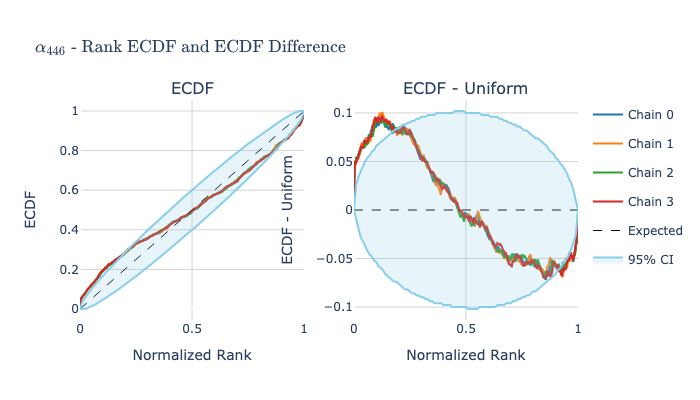 α₄₄₆ - Rank ECDF and ECDF Difference
ECDF
ECDF - Uniform
1
0.8
0.6
0.4
0.2
0
ECDF
0
0.5
1
Normalized Rank
0.1
0.05
0
−0.05
−0.1
ECDF - Uniform
0
0.5
1
Normalized Rank
Chain 0
Chain 1
Chain 2
Chain 3
Expected
95% CI